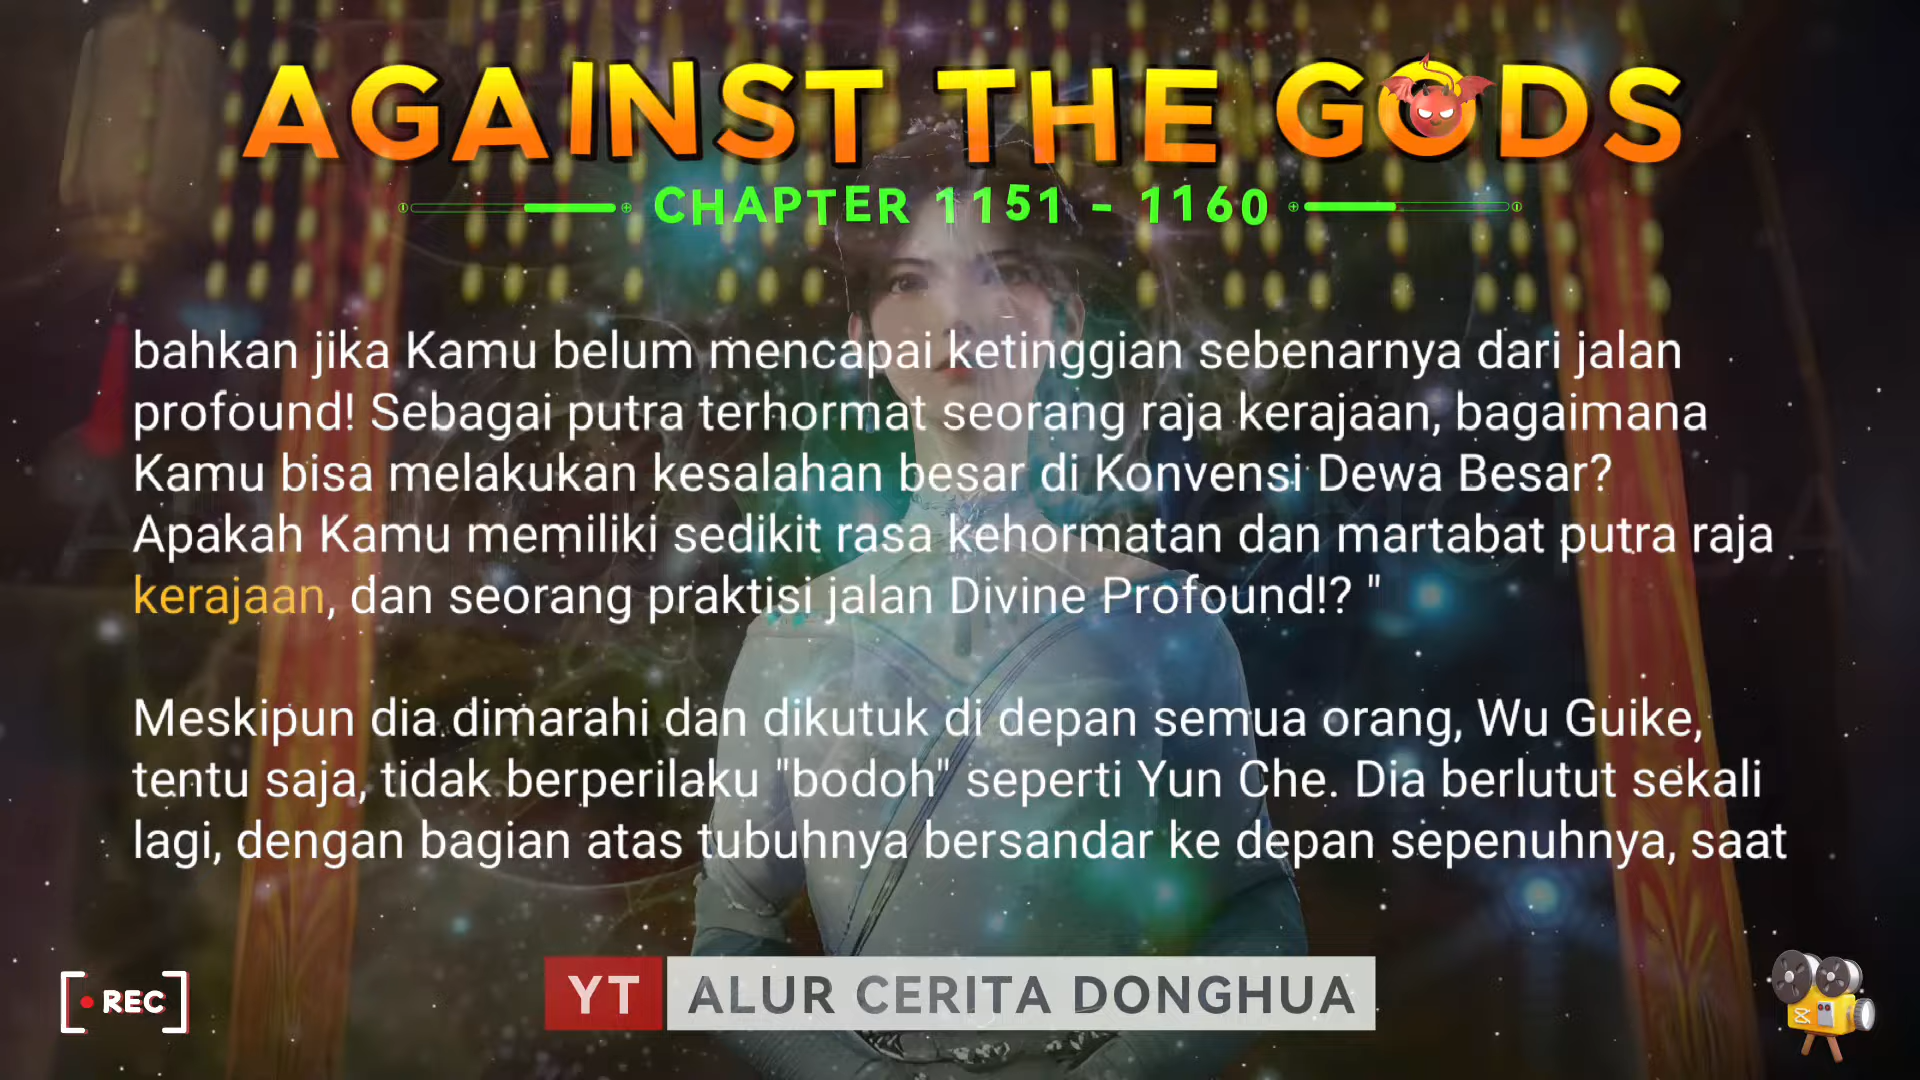 AGAINST THE GODS
CHAPTER 1151 - 1160
bahkan jika Kamu belum mencapai ketinggian sebenarnya dari jalan
profound! Sebagai putra terhormat seorang raja kerajaan, bagaimana
Kamu bisa melakukan kesalahan besar di Konvensi Dewa Besar?
Apakah Kamu memiliki sedikit rasa kehormatan dan martabat putra raja
kerajaan, dan seorang praktisi jalan Divine Profound!? "
Meskipun dia dimarahi dan dikutuk di depan semua orang, Wu Guike,
tentu saja, tidak berperilaku "bodoh" seperti Yun Che. Dia berlutut sekali
lagi, dengan bagian atas tubuhnya bersandar ke depan sepenuhnya, saat
REC
YT ALUR CERITA DONGHUA